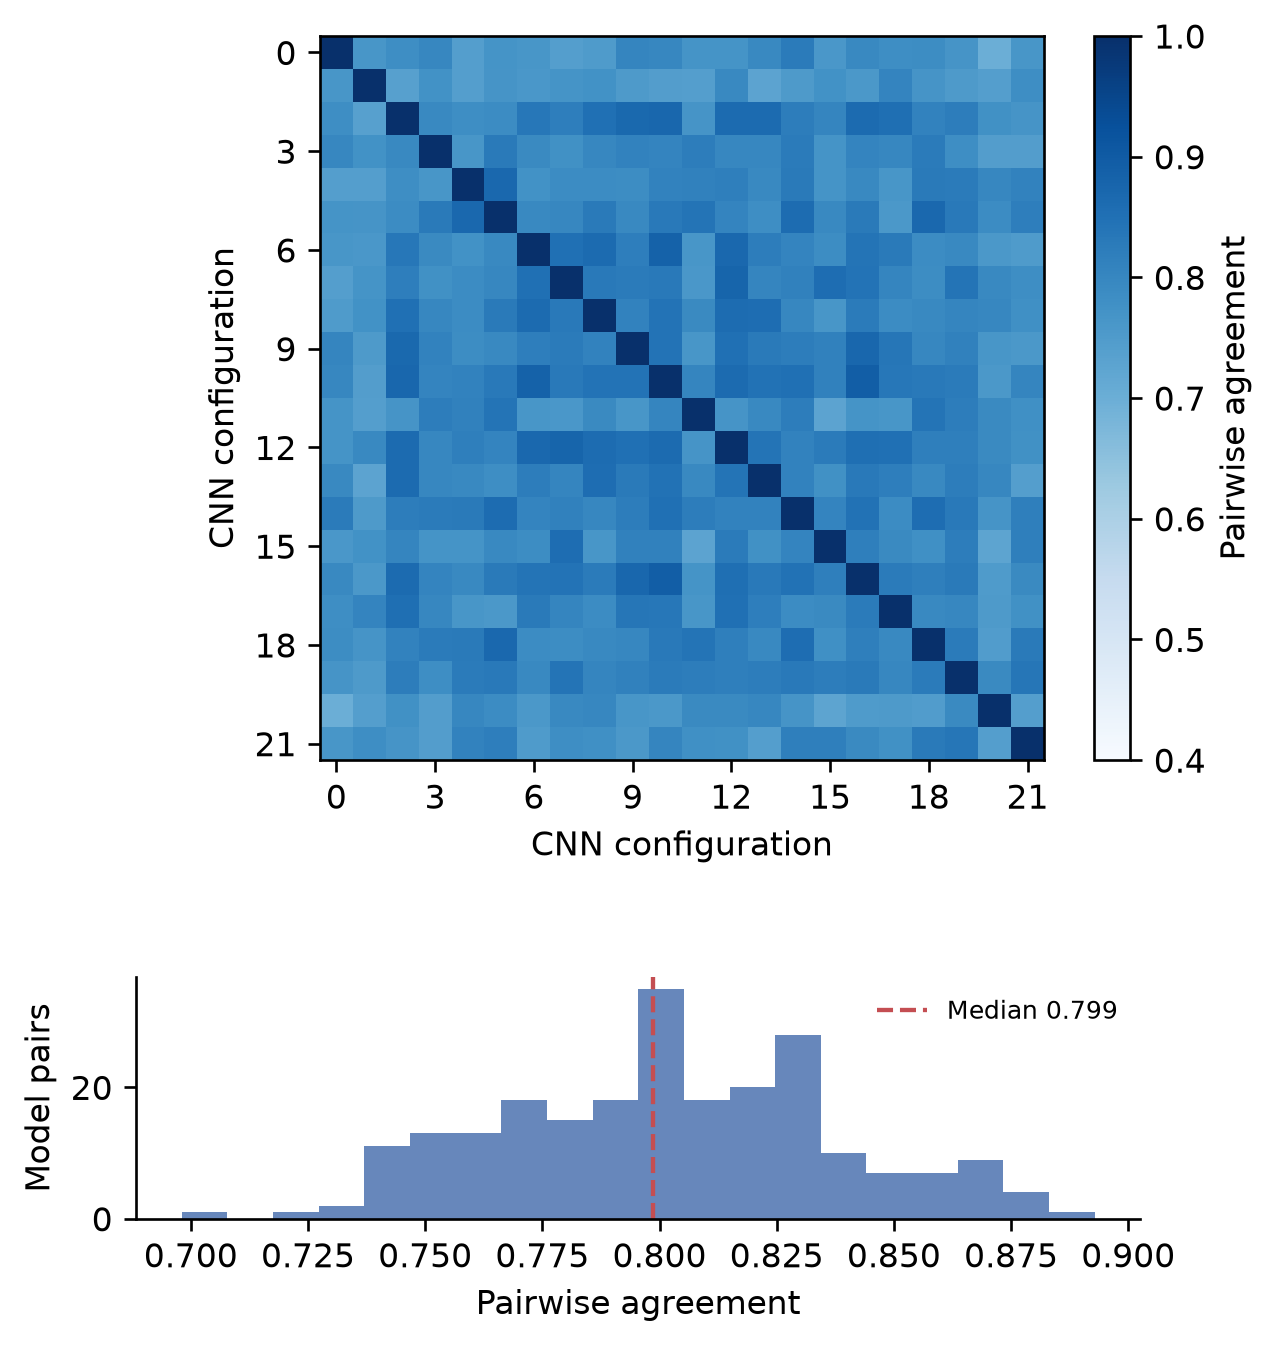 0
3
6
9
12
15
18
21
CNN configuration
0 3 6 9 12 15 18 21
CNN configuration
1.0
0.9
0.8
0.7
0.6
0.5
0.4
Pairwise agreement
Median 0.799
20
0
Model pairs
0.700 0.725 0.750 0.775 0.800 0.825 0.850 0.875 0.900
Pairwise agreement